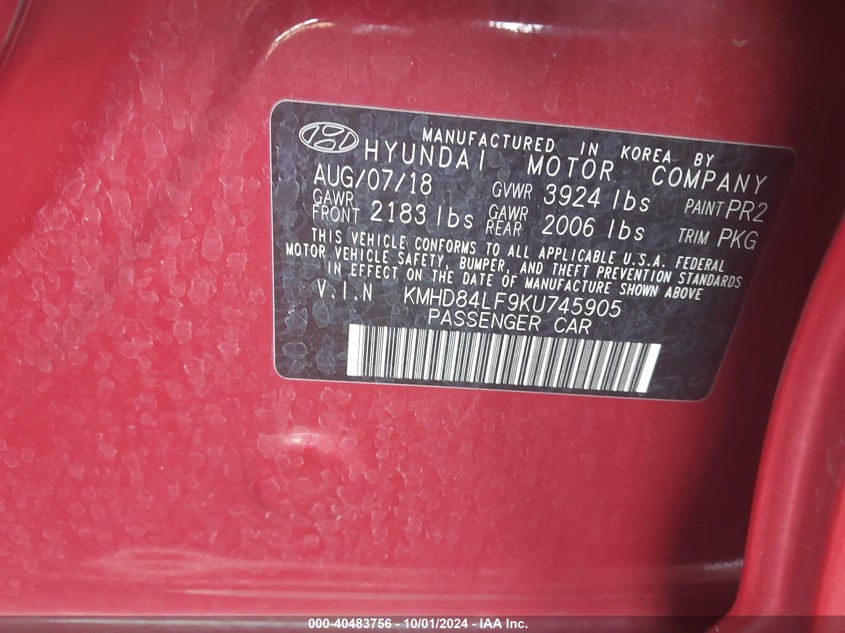 MANUFACTURED IN KOREA BY
HYUNDAI MOTOR COMPANY
AUG/07/18 GVWR 3924 lbs PAINT PR2
GAWR FRONT 2183 lbs GAWR REAR 2006 lbs TRIM PKG
THIS VEHICLE CONFORMS TO ALL APPLICABLE U.S.A. FEDERAL
MOTOR VEHICLE SAFETY, BUMPER, AND THEFT PREVENTION STANDARDS
IN EFFECT ON THE DATE OF MANUFACTURE SHOWN ABOVE
V.I.N KMHD84LF9KU745905
PASSENGER CAR
000-40483756 - 10/01/2024 - IAA Inc.